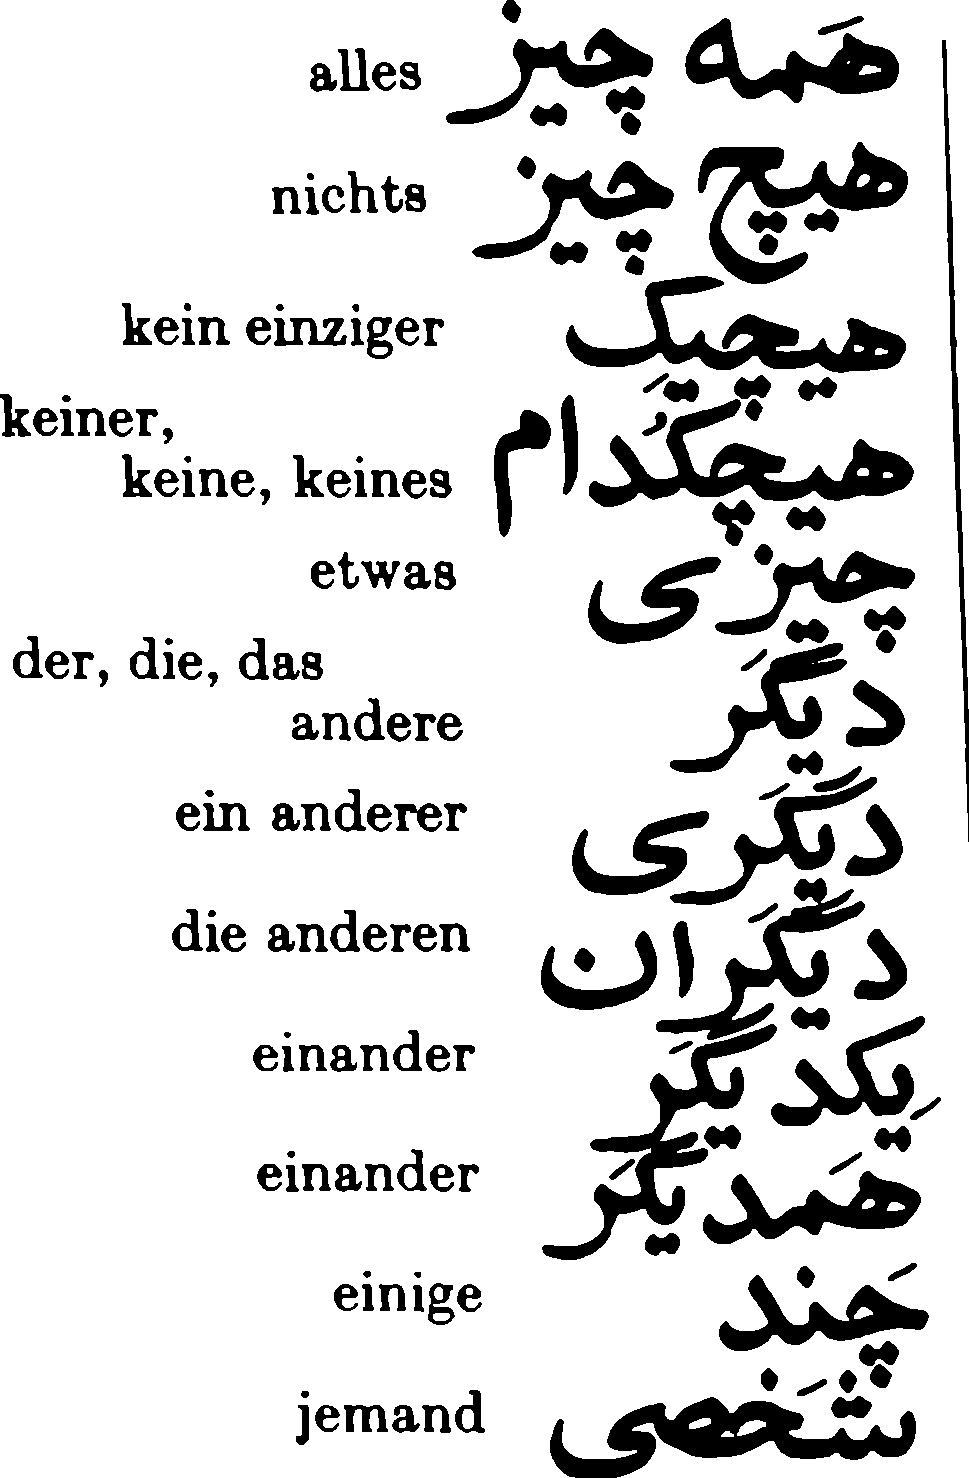 alles هَمه چیز
nichts هیچ چیز
kein einziger هیچیِک
keiner,
keine, keines هیچکُدام
etwas چیزی
der, die, das
andere دیگَر
ein anderer دیگَری
die anderen دیگَران
einander یِکدیگَر
einander هَمدیگَر
einige چَند
jemand شَخصی